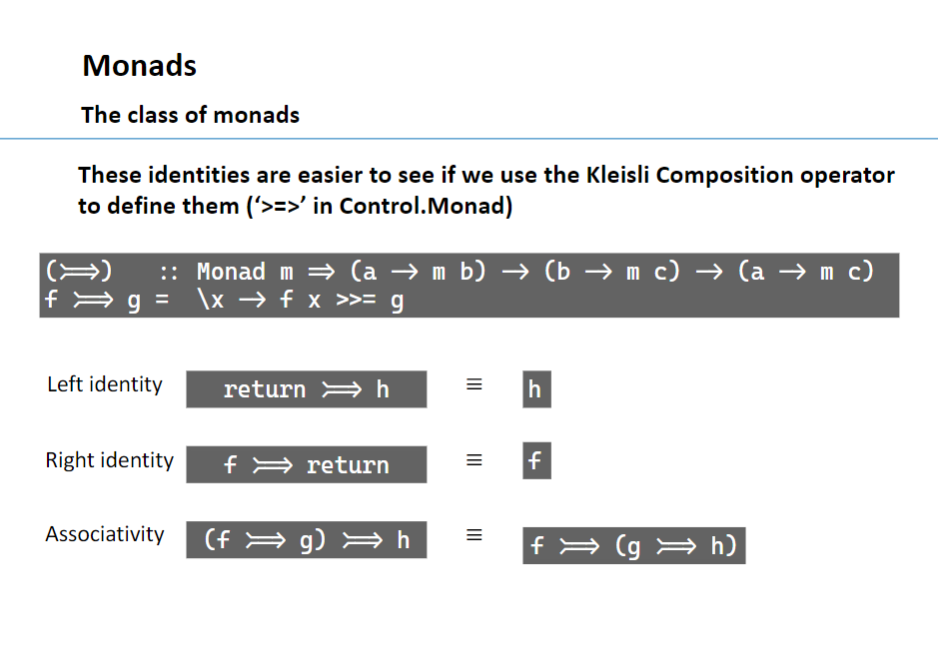 Monads
The class of monads
These identities are easier to see if we use the Kleisli Composition operator
to define them (‘>=>’ in Control.Monad)
(>=>) :: Monad m ⇒ (a → m b) → (b → m c) → (a → m c)
f >=> g = \x → f x >>= g
Left identity return >=> h ≡ h
Right identity f >=> return ≡ f
Associativity (f >=> g) >=> h ≡ f >=> (g >=> h)